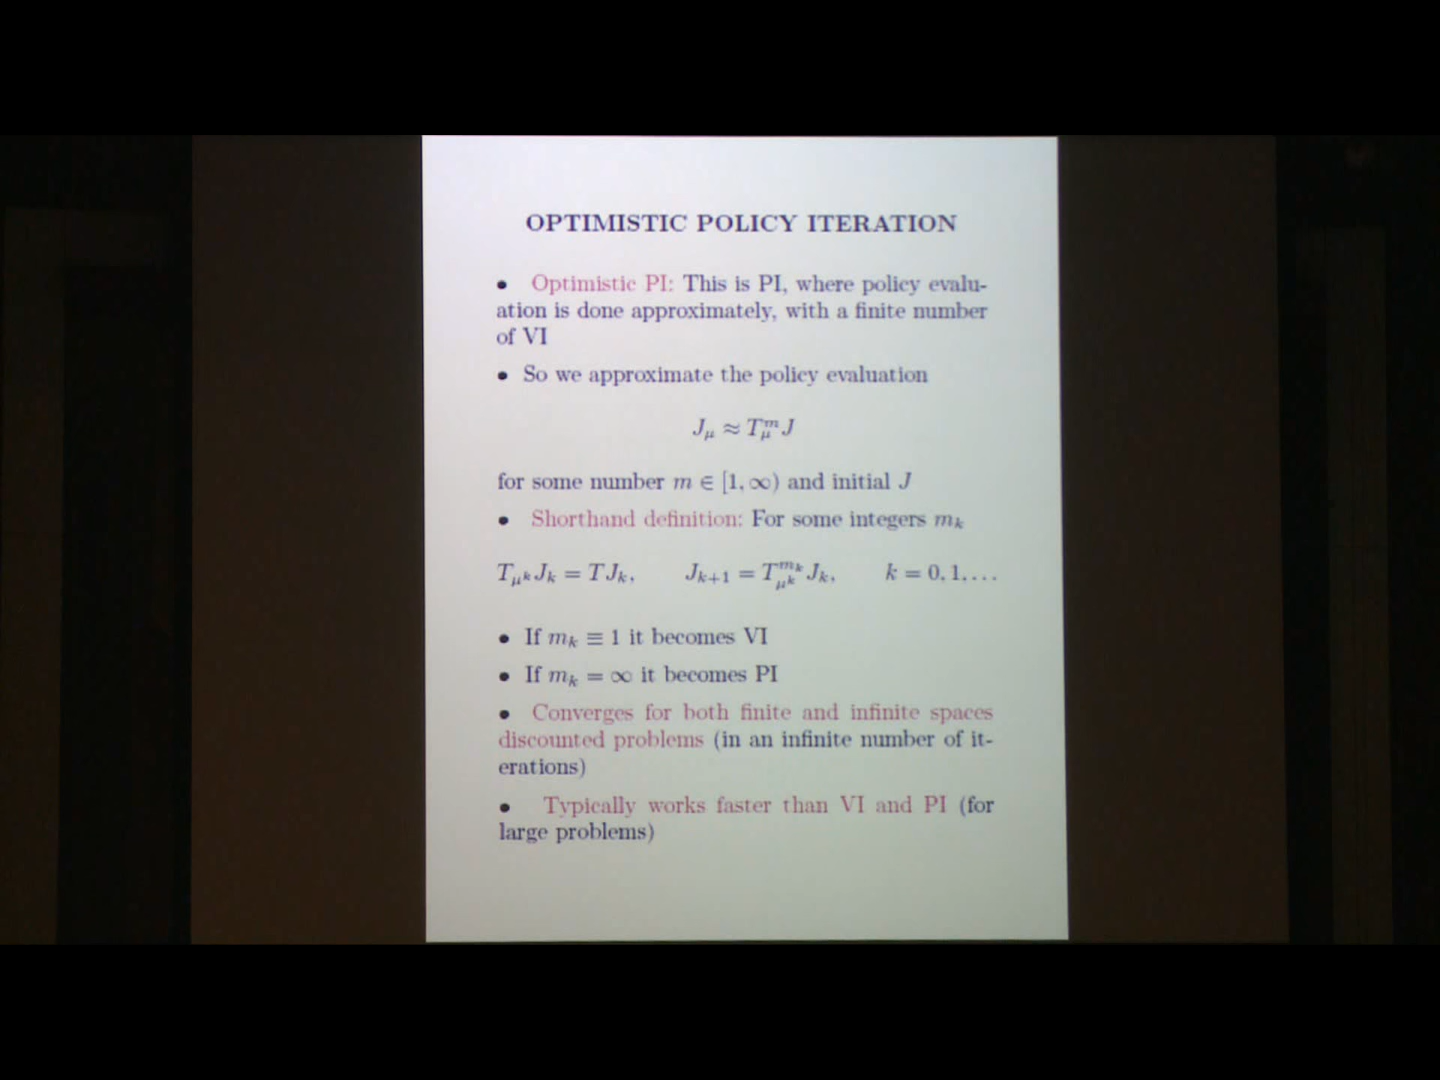 OPTIMISTIC POLICY ITERATION
• Optimistic PI: This is PI, where policy evalu-
ation is done approximately, with a finite number
of VI
• So we approximate the policy evaluation
J_μ ≈ T_μ^m J
for some number m ∈ [1, ∞) and initial J
• Shorthand definition: For some integers m_k
T_{μ^k} J_k = T J_k,   J_{k+1} = T_{μ^k}^{m_k} J_k,   k = 0, 1, . . .
• If m_k ≡ 1 it becomes VI
• If m_k = ∞ it becomes PI
• Converges for both finite and infinite spaces
discounted problems (in an infinite number of it-
erations)
• Typically works faster than VI and PI (for
large problems)